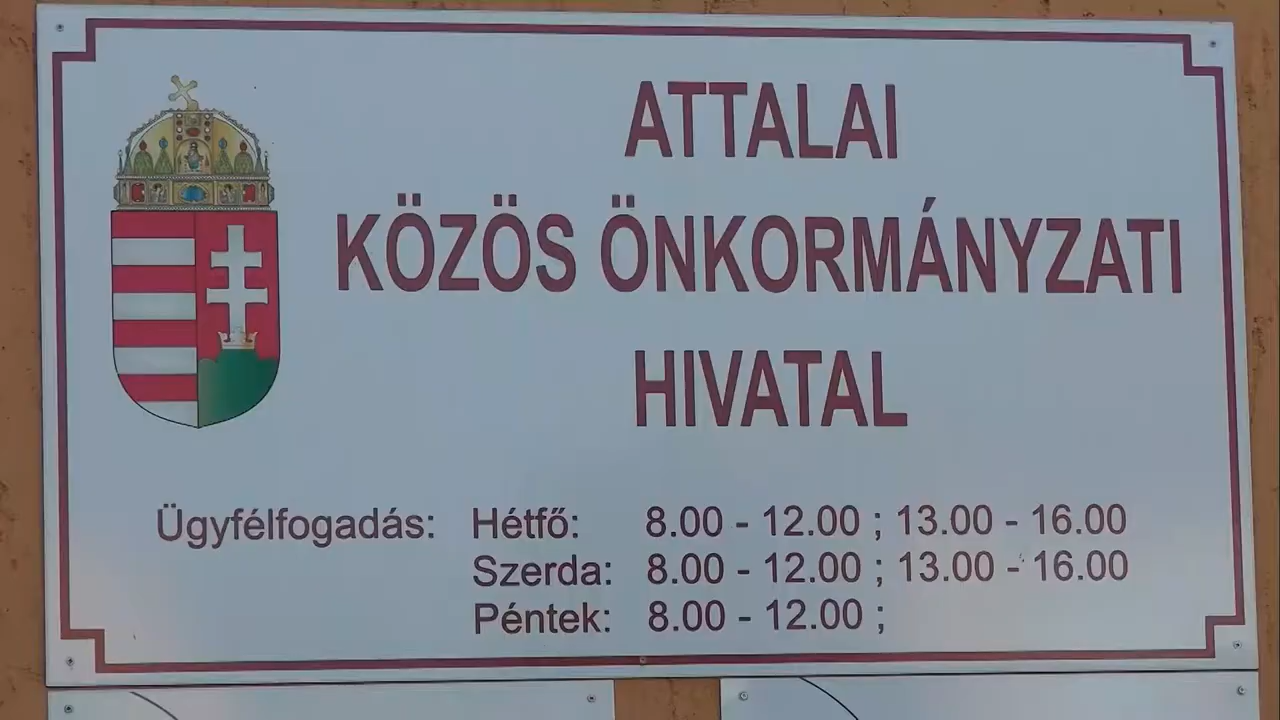 ATTALAI
KÖZÖS ÖNKORMÁNYZATI
HIVATAL
Ügyfélfogadás: Hétfő: 8.00 - 12.00 ; 13.00 - 16.00
Szerda: 8.00 - 12.00 ; 13.00 - 16.00
Péntek: 8.00 - 12.00 ;